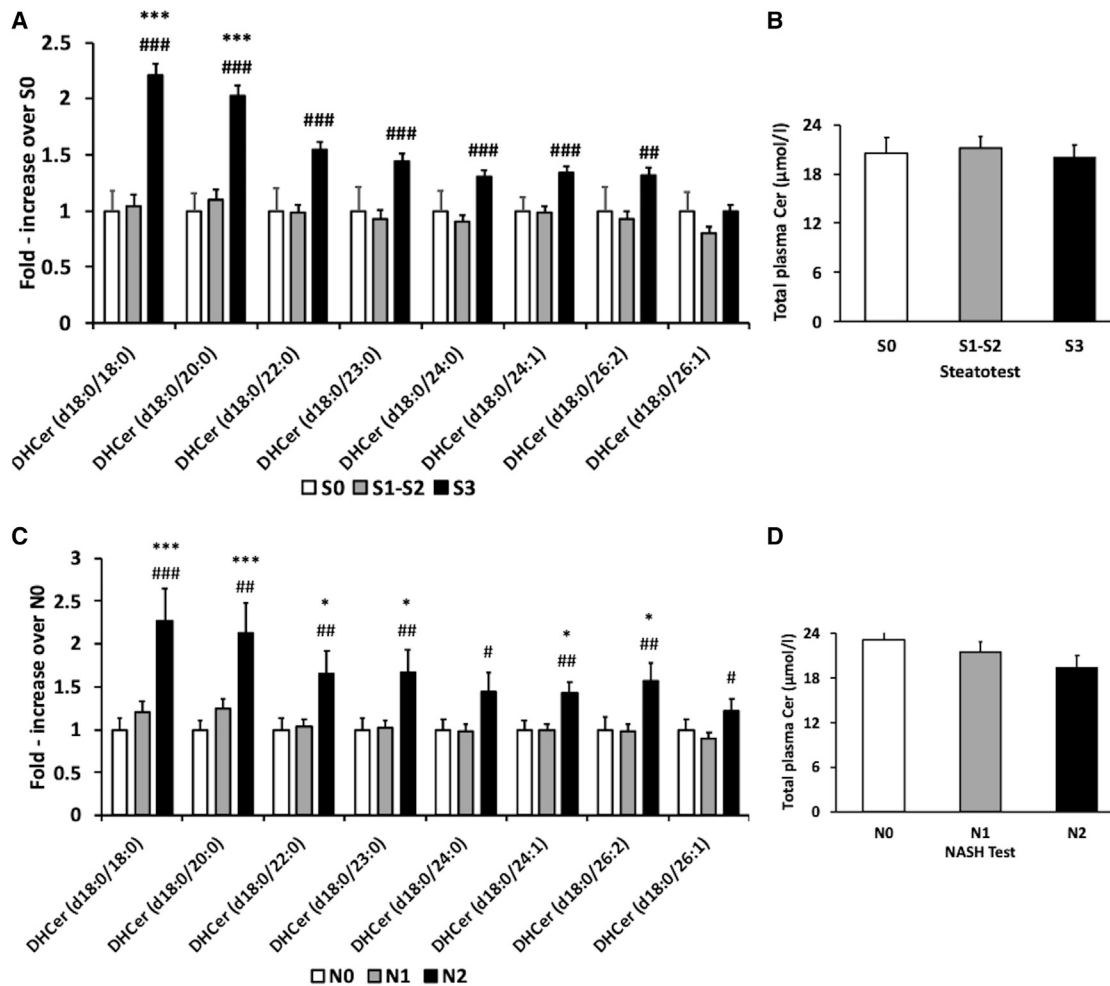 A
Fold - increase over S0
2.5
2
1.5
1
0.5
0
***
###
***
###
###
###
###
###
##
DHCer (d18:0/18:0)
DHCer (d18:0/20:0)
DHCer (d18:0/22:0)
DHCer (d18:0/23:0)
DHCer (d18:0/24:0)
DHCer (d18:0/24:1)
DHCer (d18:0/26:2)
DHCer (d18:0/26:1)
S0 S1-S2 S3
B
Total plasma Cer (µmol/l)
24
18
12
6
0
S0 S1-S2 S3
Steatotest
C
Fold - increase over N0
3
2.5
2
1.5
1
0.5
0
***
###
***
##
*
##
*
##
#
*
##
*
##
#
DHCer (d18:0/18:0)
DHCer (d18:0/20:0)
DHCer (d18:0/22:0)
DHCer (d18:0/23:0)
DHCer (d18:0/24:0)
DHCer (d18:0/24:1)
DHCer (d18:0/26:2)
DHCer (d18:0/26:1)
N0 N1 N2
D
Total plasma Cer (µmol/l)
24
18
12
6
0
N0 N1 N2
NASH Test